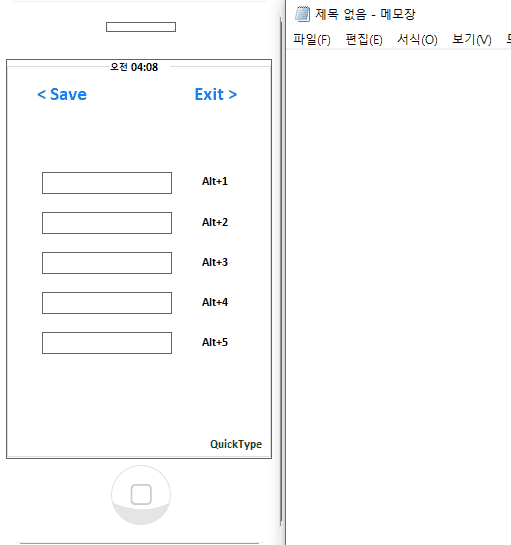 오전 04:08
< Save
Exit >
Alt+1
Alt+2
Alt+3
Alt+4
Alt+5
QuickType
제목 없음 - 메모장
파일(F) 편집(E) 서식(O) 보기(V)